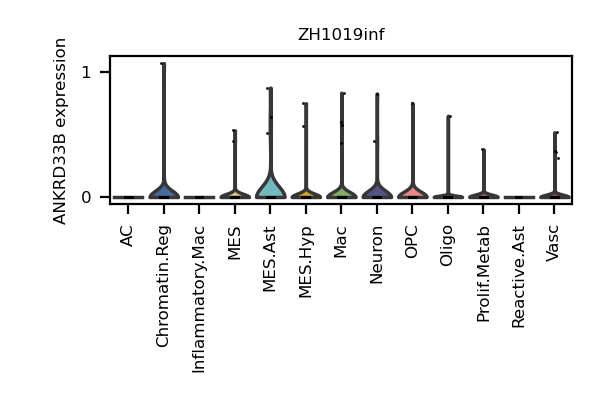 ZH1019inf
ANKRD33B expression
1
0
AC
Chromatin.Reg
Inflammatory.Mac
MES
MES.Ast
MES.Hyp
Mac
Neuron
OPC
Oligo
Prolif.Metab
Reactive.Ast
Vasc